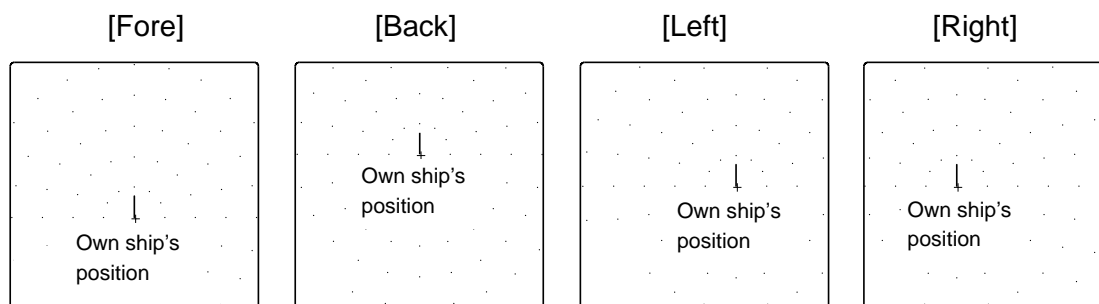 [Fore]
[Back]
[Left]
[Right]
Own ship's
position
Own ship's
position
Own ship's
position
Own ship's
position